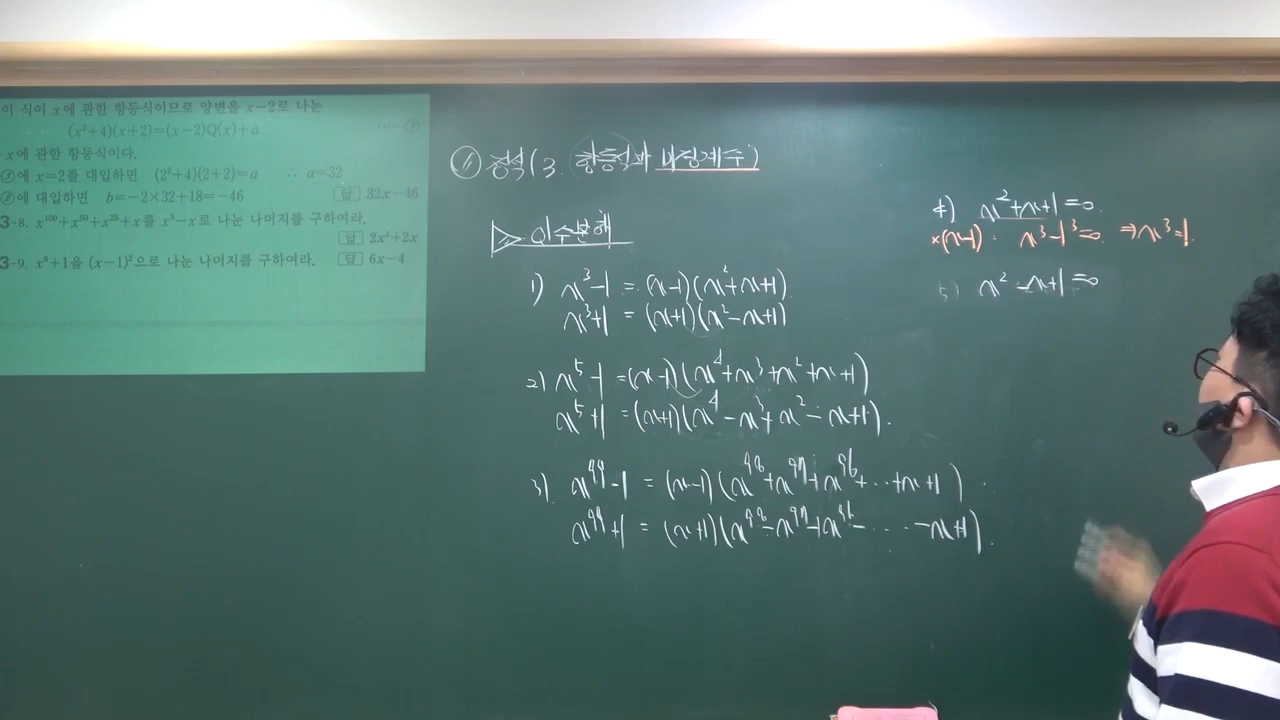 이 식이 x에 관한 항등식이므로 양변을 x−2로 나눈
(x²+4)(x+2)=(x−2)Q(x)+a ……②
x에 관한 항등식이다.
①에 x=2를 대입하면 (2²+4)(2+2)=a ∴ a=32
②에 대입하면 b=−2×32+18=−46 답 32x−46
3-8. x¹⁰⁰+x⁵⁰+x²⁵+x를 x³−x로 나눈 나머지를 구하여라.
답 2x²+2x
3-9. x⁶+1을 (x−1)²으로 나눈 나머지를 구하여라. 답 6x−4
정석(3. 항등식과 미정계수)
인수분해
1) x³−1 = (x−1)(x²+x+1)
x³+1 = (x+1)(x²−x+1)
2) x⁵−1 =(x−1)(x⁴+x³+x²+x+1)
x⁵+1 =(x+1)(x⁴−x³+x²−x+1).
3) x⁹⁹−1 = (x−1)(x⁹⁸+x⁹⁷+x⁹⁶+…+x+1)
x⁹⁹+1 = (x+1)(x⁹⁸−x⁹⁷+x⁹⁶−…−x+1).
4) x²+x+1=0.
×(x−1) : x³−1³=0. ⇒x³=1.
5) x²−x+1=0